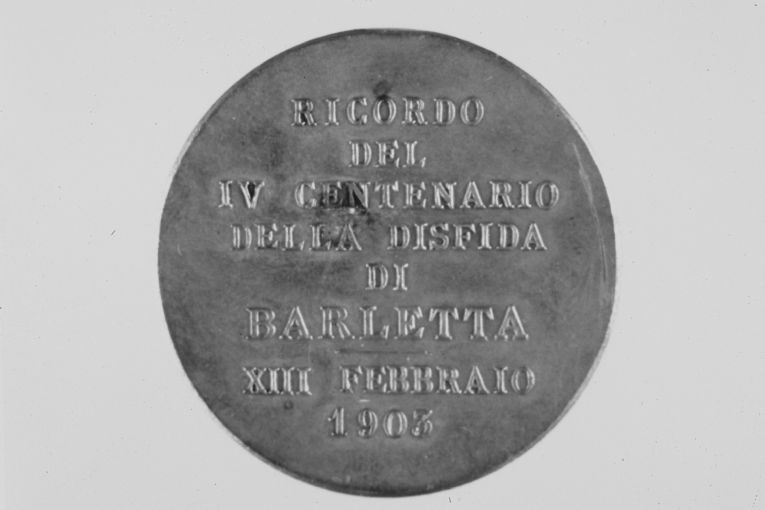 RICORDO
DEL
IV CENTENARIO
DELLA DISFIDA
DI
BARLETTA
XIII FEBBRAIO
1903